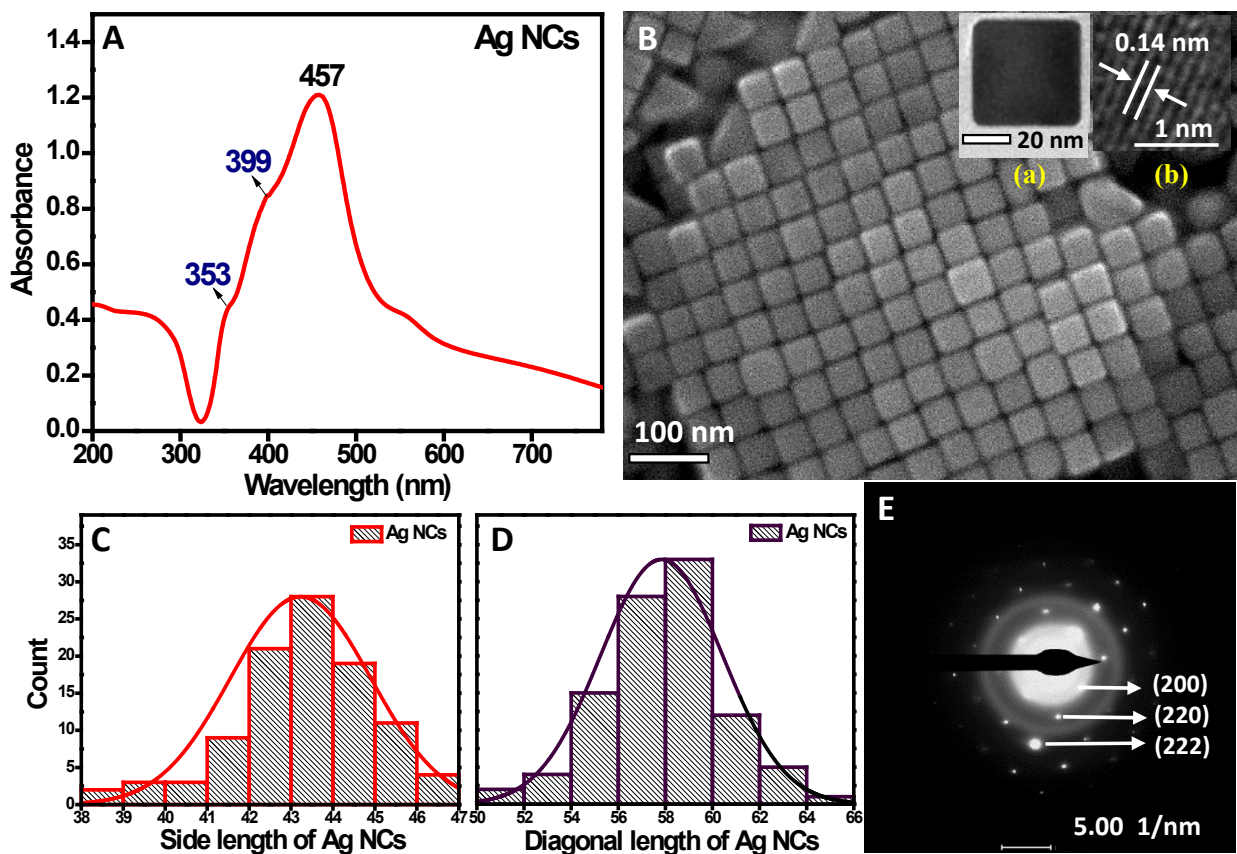 A
Ag NCs
457
399
353
1.4
1.2
1.0
0.8
0.6
0.4
0.2
0.0
Absorbance
200 300 400 500 600 700
Wavelength (nm)
B
0.14 nm
1 nm
20 nm
(a)
(b)
100 nm
C
Ag NCs
35
30
25
20
15
10
5
0
Count
38 39 40 41 42 43 44 45 46 47
Side length of Ag NCs
D
Ag NCs
50 52 54 56 58 60 62 64 66
Diagonal length of Ag NCs
E
(200)
(220)
(222)
5.00 1/nm